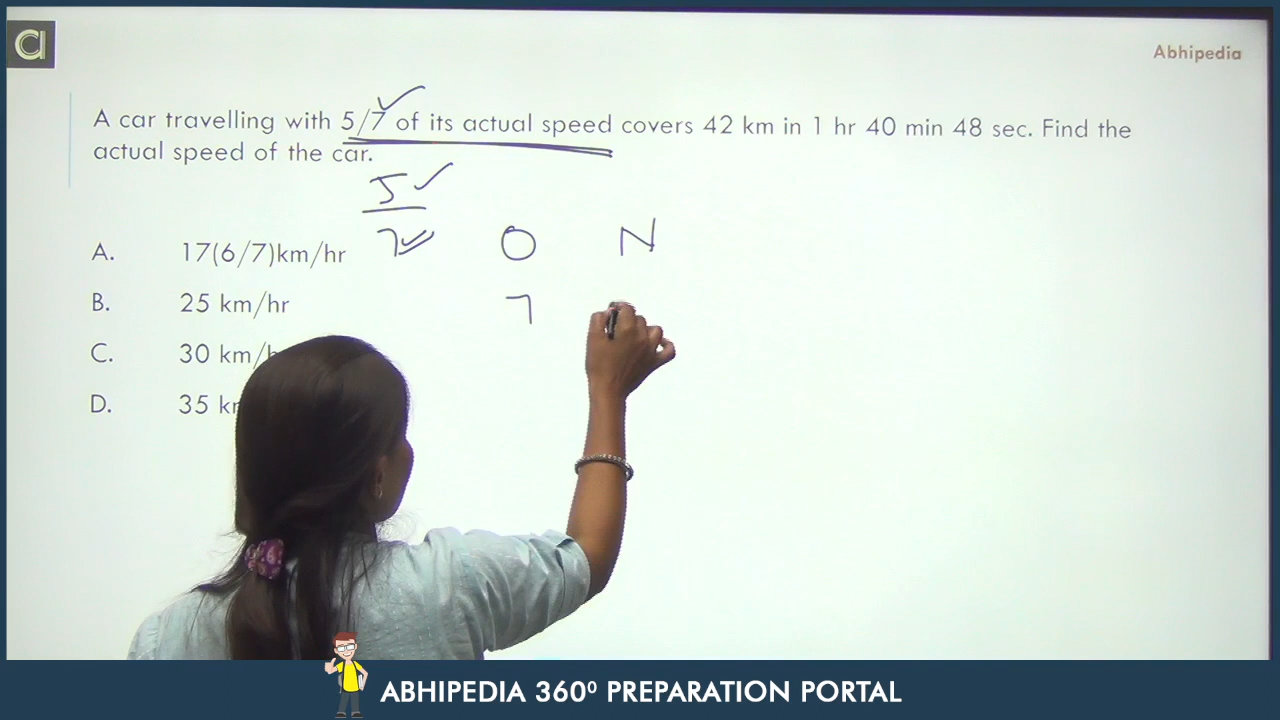 a
Abhipedia
A car travelling with 5/7 of its actual speed covers 42 km in 1 hr 40 min 48 sec. Find the
actual speed of the car.
5
7
O N
7
A. 17(6/7)km/hr
B. 25 km/hr
C. 30 km/h
D. 35 k
ABHIPEDIA 360⁰ PREPARATION PORTAL